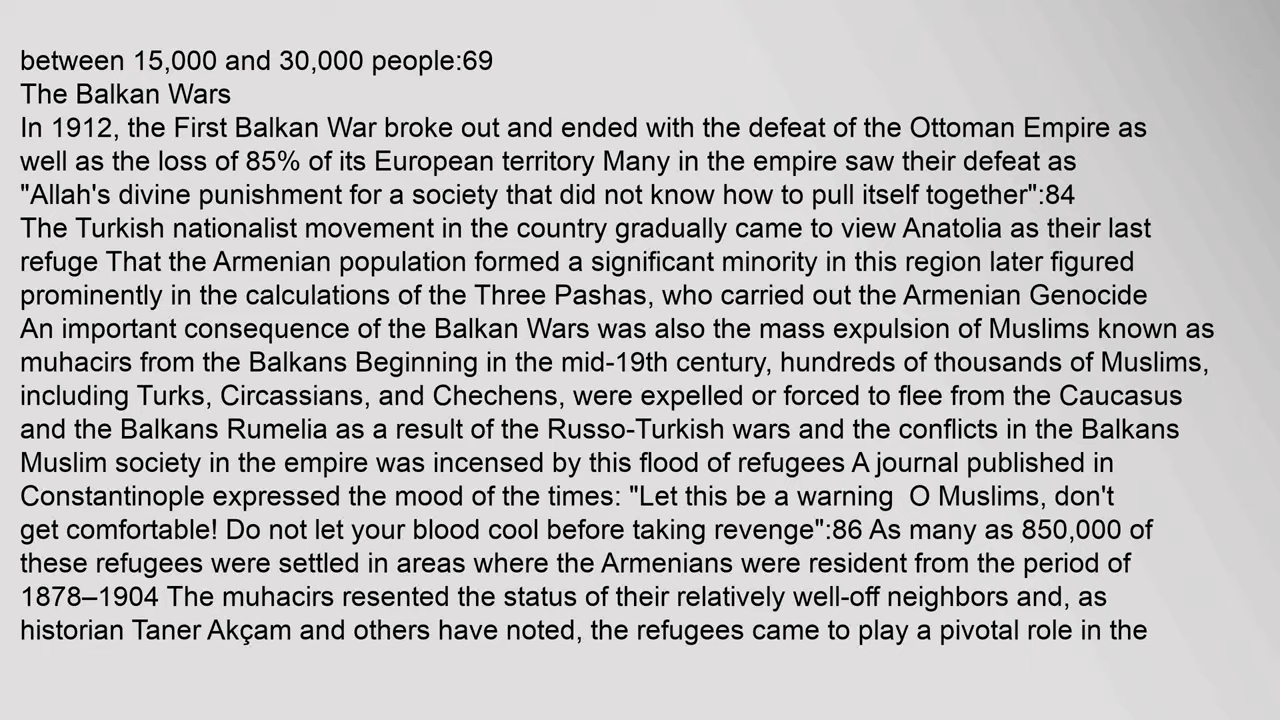 between 15,000 and 30,000 people:69
The Balkan Wars
In 1912, the First Balkan War broke out and ended with the defeat of the Ottoman Empire as
well as the loss of 85% of its European territory Many in the empire saw their defeat as
"Allah's divine punishment for a society that did not know how to pull itself together":84
The Turkish nationalist movement in the country gradually came to view Anatolia as their last
refuge That the Armenian population formed a significant minority in this region later figured
prominently in the calculations of the Three Pashas, who carried out the Armenian Genocide
An important consequence of the Balkan Wars was also the mass expulsion of Muslims known as
muhacirs from the Balkans Beginning in the mid-19th century, hundreds of thousands of Muslims,
including Turks, Circassians, and Chechens, were expelled or forced to flee from the Caucasus
and the Balkans Rumelia as a result of the Russo-Turkish wars and the conflicts in the Balkans
Muslim society in the empire was incensed by this flood of refugees A journal published in
Constantinople expressed the mood of the times: "Let this be a warning  O Muslims, don't
get comfortable! Do not let your blood cool before taking revenge":86 As many as 850,000 of
these refugees were settled in areas where the Armenians were resident from the period of
1878–1904 The muhacirs resented the status of their relatively well-off neighbors and, as
historian Taner Akçam and others have noted, the refugees came to play a pivotal role in the